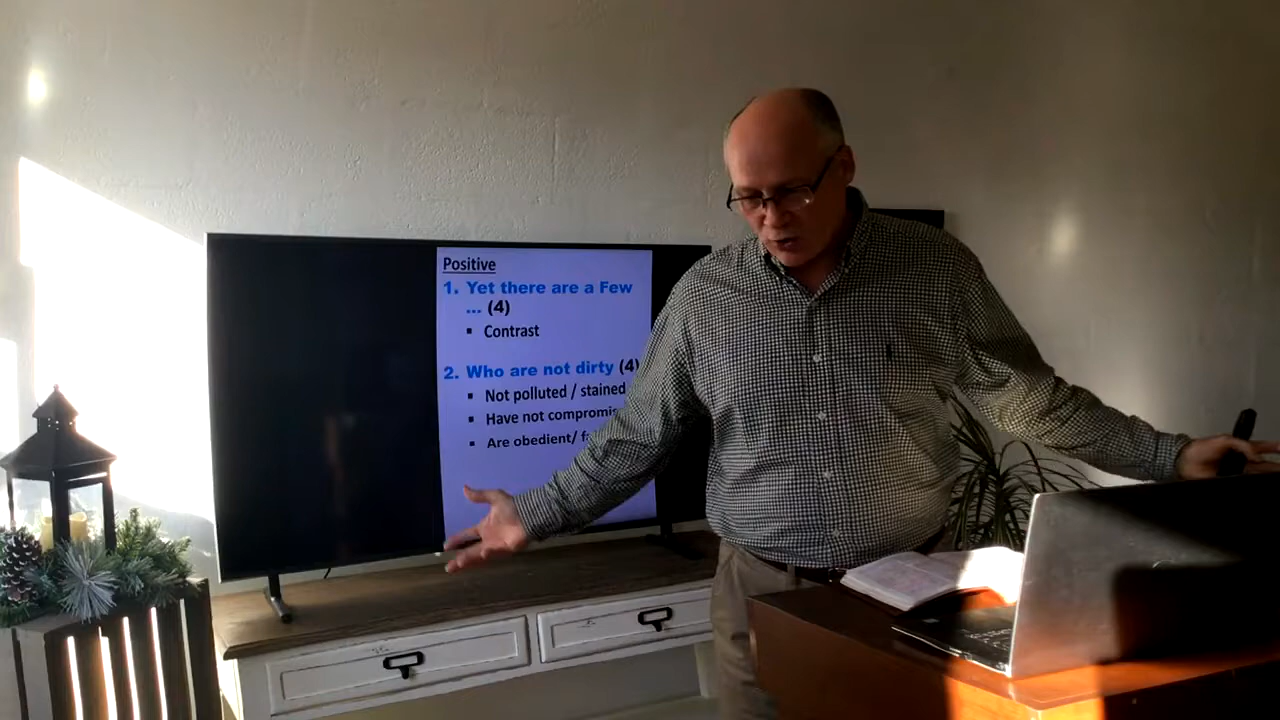 Positive
1. Yet there are a Few
... (4)
▪ Contrast
2. Who are not dirty (4)
▪ Not polluted / stained
▪ Have not
▪ Are obedient/